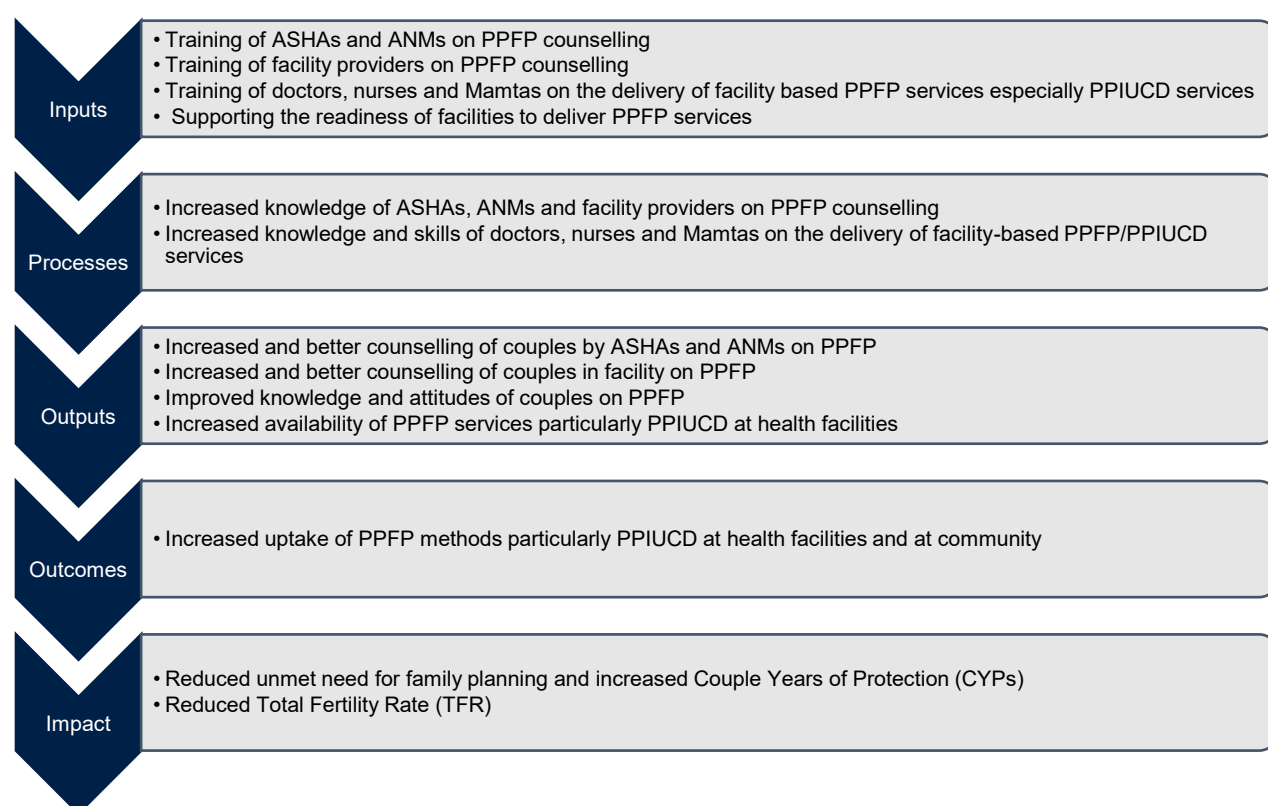 Inputs
• Training of ASHAs and ANMs on PPFP counselling
• Training of facility providers on PPFP counselling
• Training of doctors, nurses and Mamtas on the delivery of facility based PPFP services especially PPIUCD services
• Supporting the readiness of facilities to deliver PPFP services
Processes
• Increased knowledge of ASHAs, ANMs and facility providers on PPFP counselling
• Increased knowledge and skills of doctors, nurses and Mamtas on the delivery of facility-based PPFP/PPIUCD
services
Outputs
• Increased and better counselling of couples by ASHAs and ANMs on PPFP
• Increased and better counselling of couples in facility on PPFP
• Improved knowledge and attitudes of couples on PPFP
• Increased availability of PPFP services particularly PPIUCD at health facilities
Outcomes
• Increased uptake of PPFP methods particularly PPIUCD at health facilities and at community
Impact
• Reduced unmet need for family planning and increased Couple Years of Protection (CYPs)
• Reduced Total Fertility Rate (TFR)